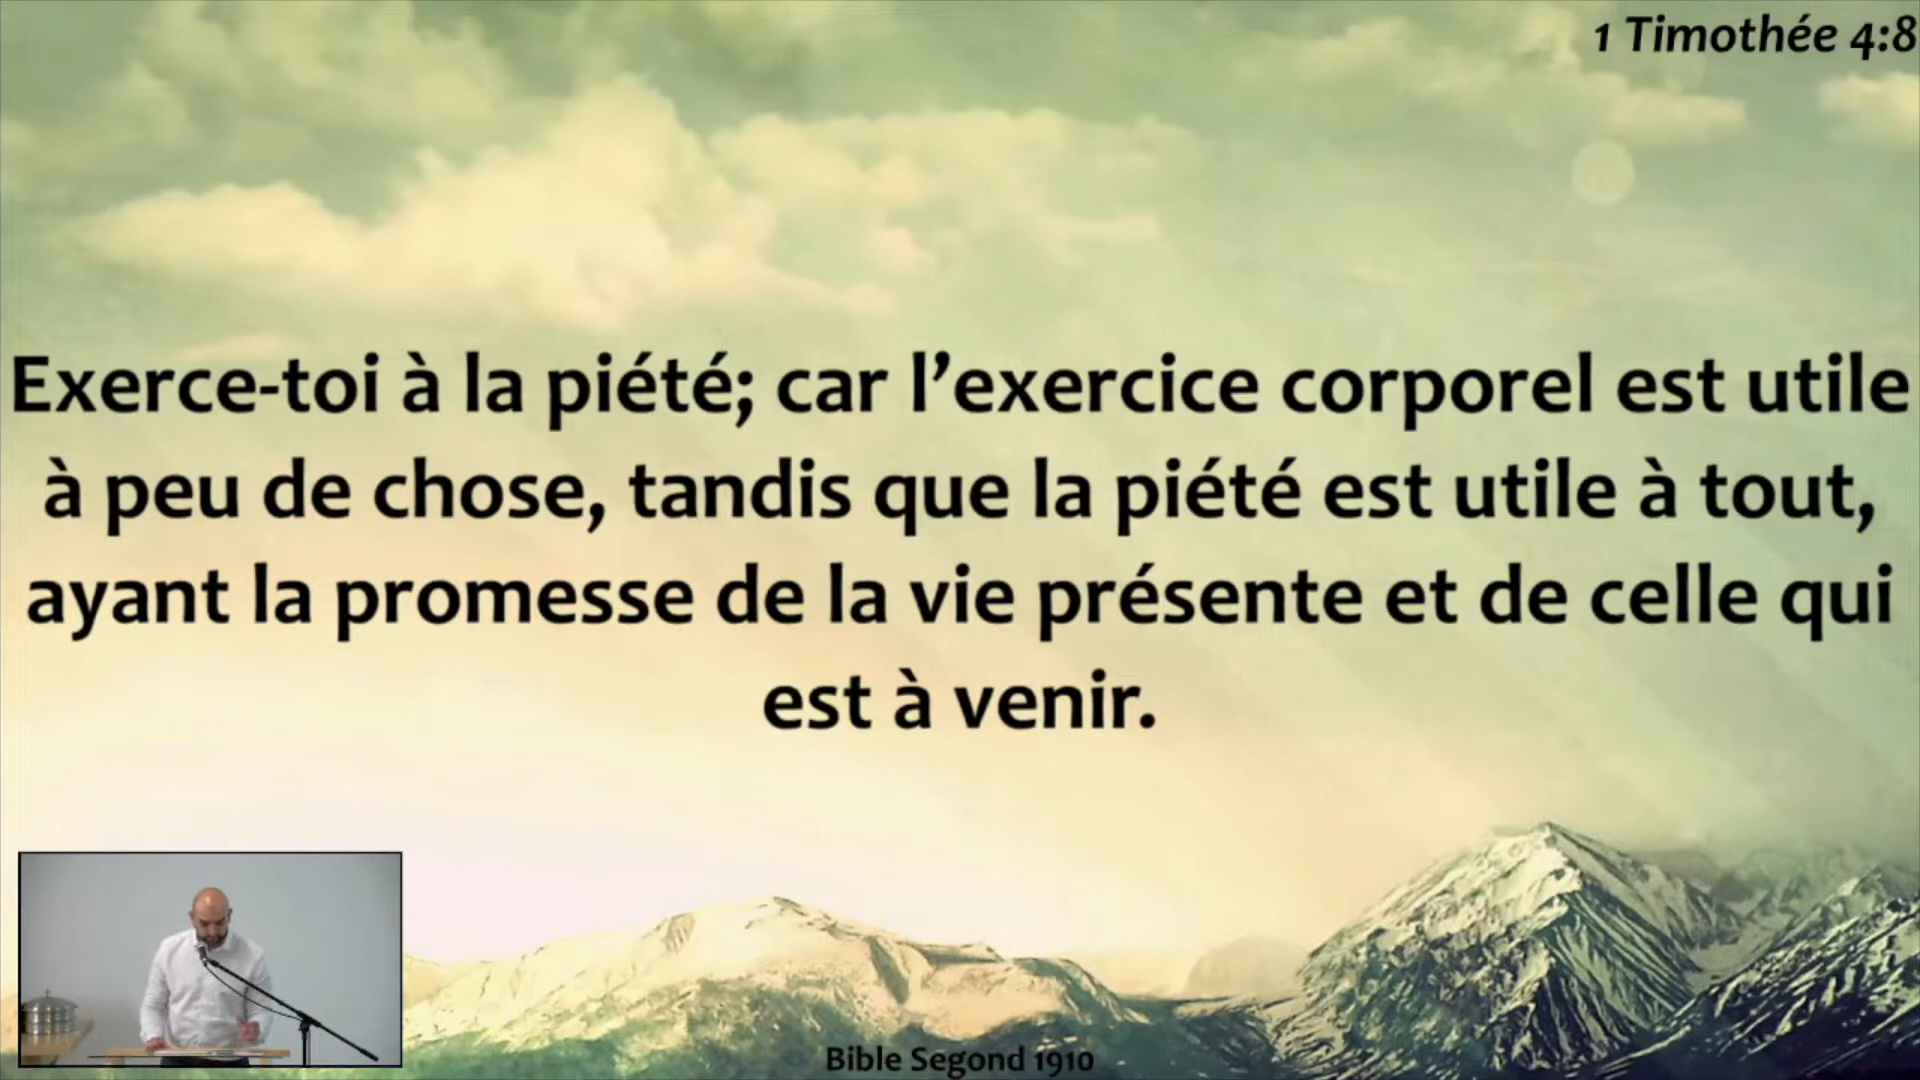 1 Timothée 4:8
Exerce-toi à la piété; car l’exercice corporel est utile
à peu de chose, tandis que la piété est utile à tout,
ayant la promesse de la vie présente et de celle qui
est à venir.
Bible Segond 1910